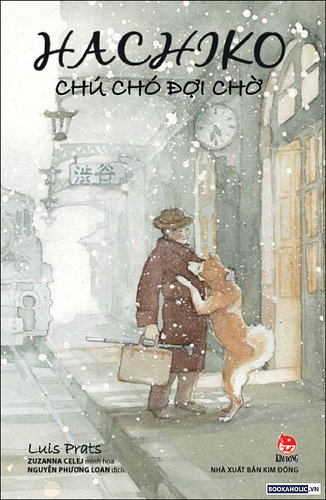 HACHIKO
CHÚ CHÓ ĐỢI CHỜ
渋谷
Luis Prats
ZUZANNA CELEJ minh họa
NGUYỄN PHƯƠNG LOAN dịch
KIM ĐỒNG
NHÀ XUẤT BẢN KIM ĐỒNG
BOOKAHOLIC.VN